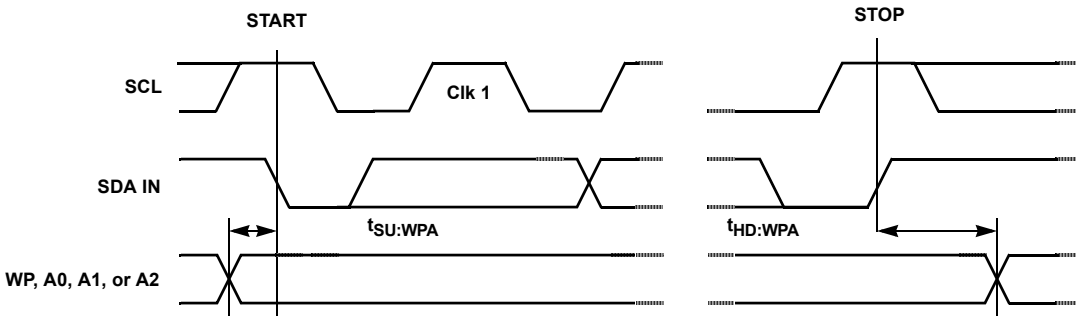 START
STOP
SCL
Clk 1
SDA IN
tSU:WPA
tHD:WPA
WP, A0, A1, or A2